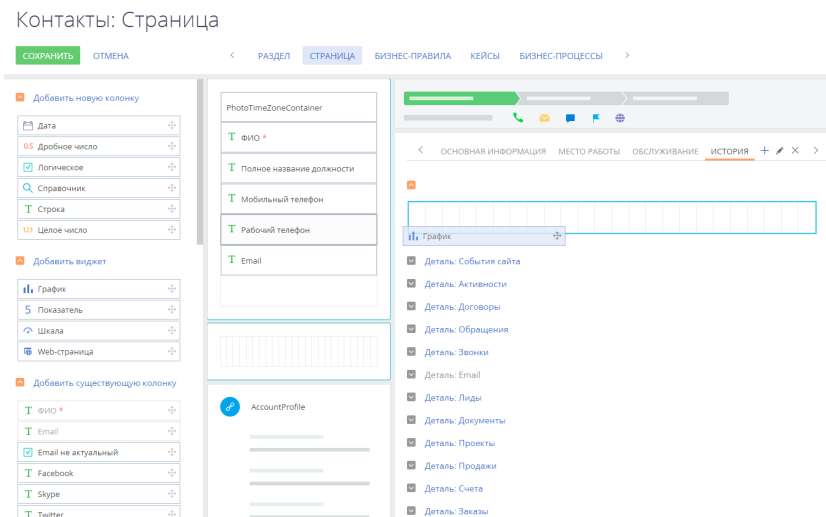 Контакты: Страница
СОХРАНИТЬ
ОТМЕНА
РАЗДЕЛ
СТРАНИЦА
БИЗНЕС-ПРАВИЛА
КЕЙСЫ
БИЗНЕС-ПРОЦЕССЫ
Добавить новую колонку
Дата
0.5 Дробное число
Логическое
Справочник
T Строка
123 Целое число
Добавить виджет
График
5 Показатель
Шкала
Web-страница
Добавить существующую колонку
T ФИО *
T Email
Email не актуальный
T Facebook
T Skype
T Twitter
PhotoTimeZoneContainer
T ФИО *
T Полное название должности
T Мобильный телефон
T Рабочий телефон
T Email
AccountProfile
ОСНОВНАЯ ИНФОРМАЦИЯ
МЕСТО РАБОТЫ
ОБСЛУЖИВАНИЕ
ИСТОРИЯ
График
Деталь: События сайта
Деталь: Активности
Деталь: Договоры
Деталь: Обращения
Деталь: Звонки
Деталь: Email
Деталь: Лиды
Деталь: Документы
Деталь: Проекты
Деталь: Продажи
Деталь: Счета
Деталь: Заказы